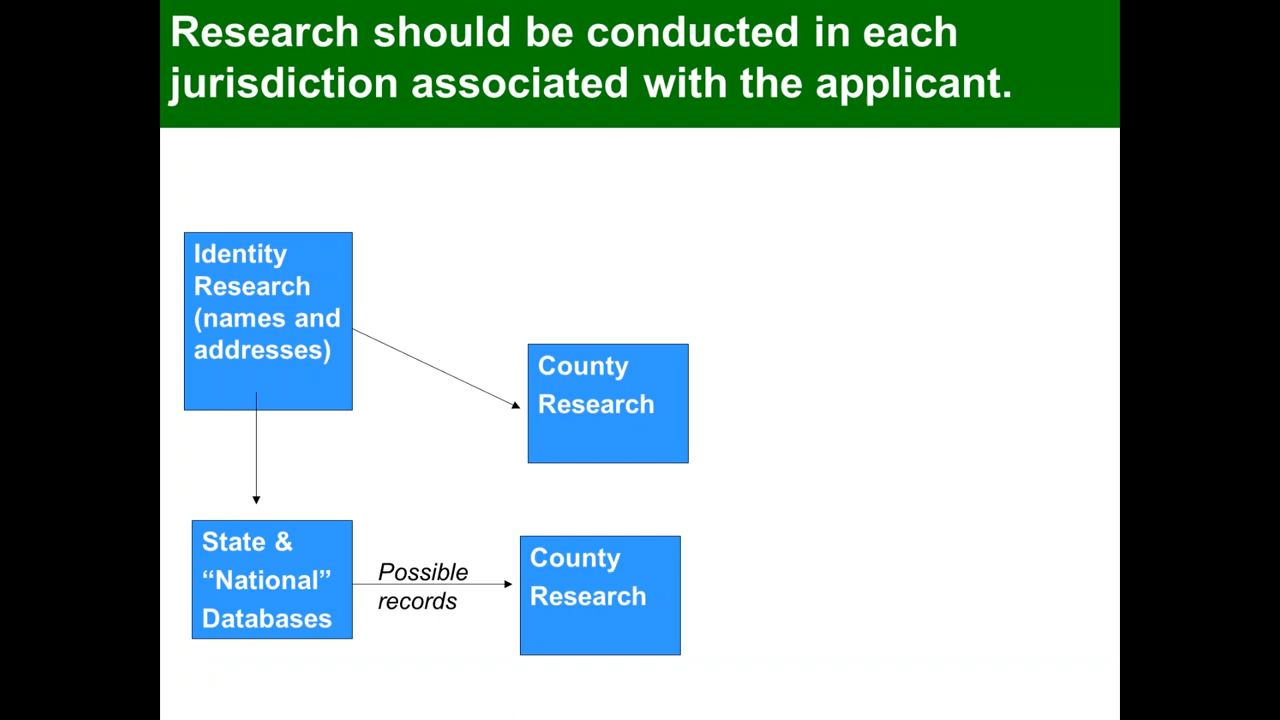 Research should be conducted in each
jurisdiction associated with the applicant.
Identity
Research
(names and
addresses)
County
Research
State &
“National”
Databases
Possible
records
County
Research